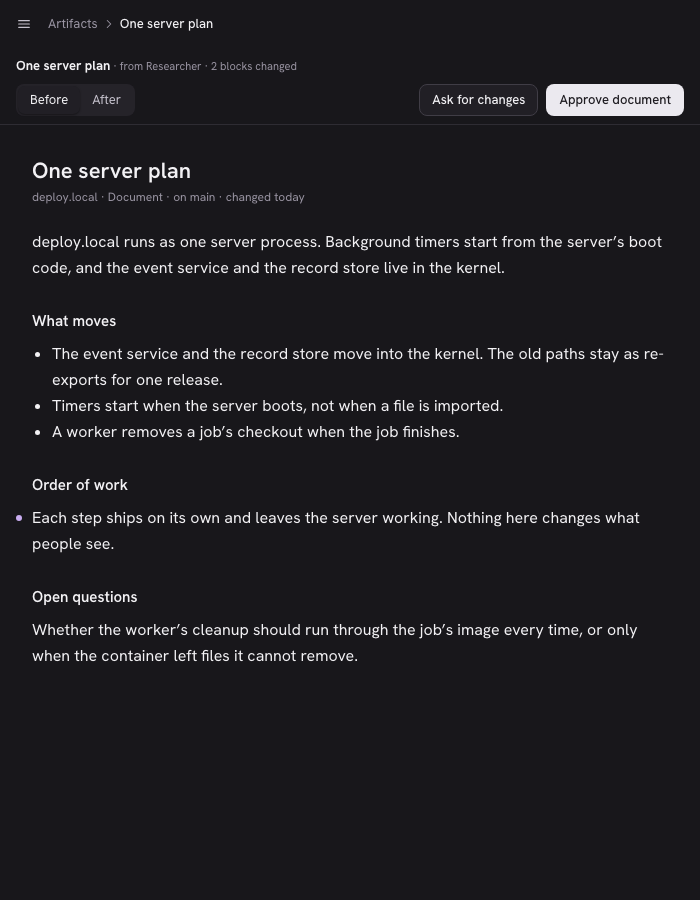 Artifacts > One server plan
One server plan · from Researcher · 2 blocks changed
Before After Ask for changes Approve document
One server plan
deploy.local · Document · on main · changed today
deploy.local runs as one server process. Background timers start from the server’s boot
code, and the event service and the record store live in the kernel.
What moves
• The event service and the record store move into the kernel. The old paths stay as re-
exports for one release.
• Timers start when the server boots, not when a file is imported.
• A worker removes a job’s checkout when the job finishes.
Order of work
Each step ships on its own and leaves the server working. Nothing here changes what
people see.
Open questions
Whether the worker’s cleanup should run through the job’s image every time, or only
when the container left files it cannot remove.